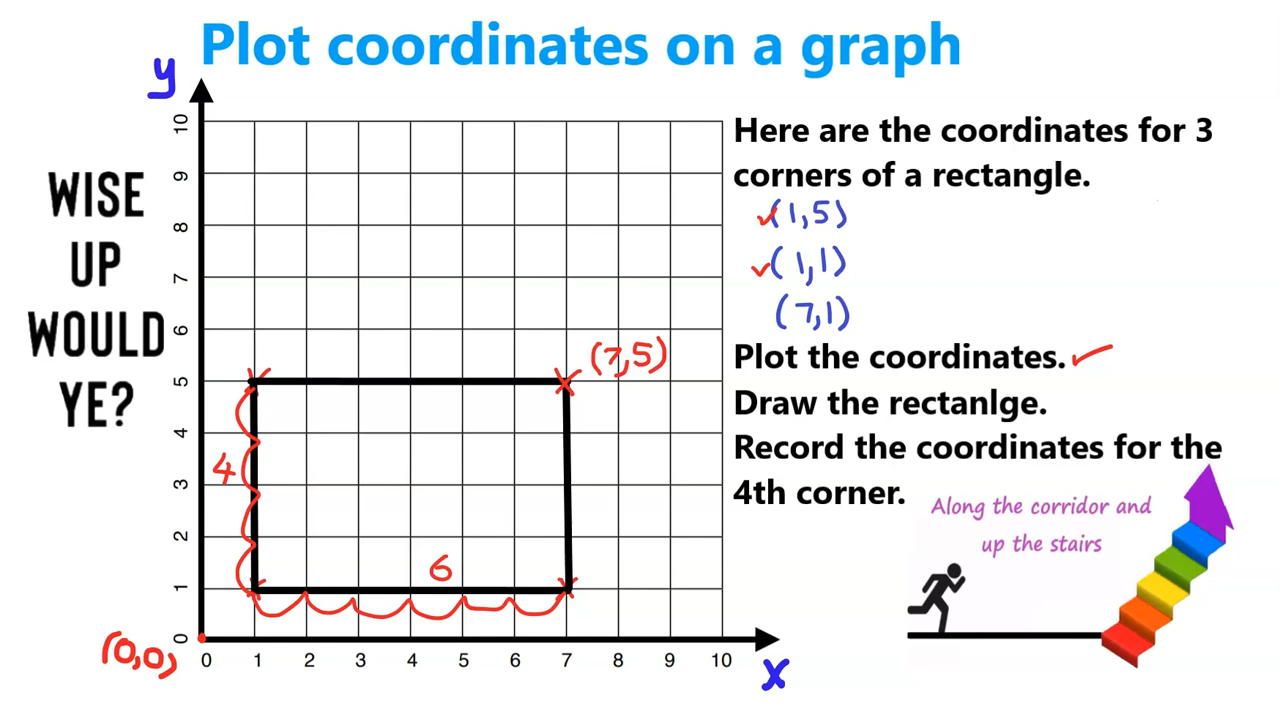 Plot coordinates on a graph
y
WISE
UP
WOULD
YE?
10
9
8
7
6
5
4
3
2
1
0
0 1 2 3 4 5 6 7 8 9 10
x
(0,0)
4
6
(7,5)
Here are the coordinates for 3
corners of a rectangle.
(1,5)
(1,1)
(7,1)
Plot the coordinates.
Draw the rectanlge.
Record the coordinates for the
4th corner.
Along the corridor and
up the stairs